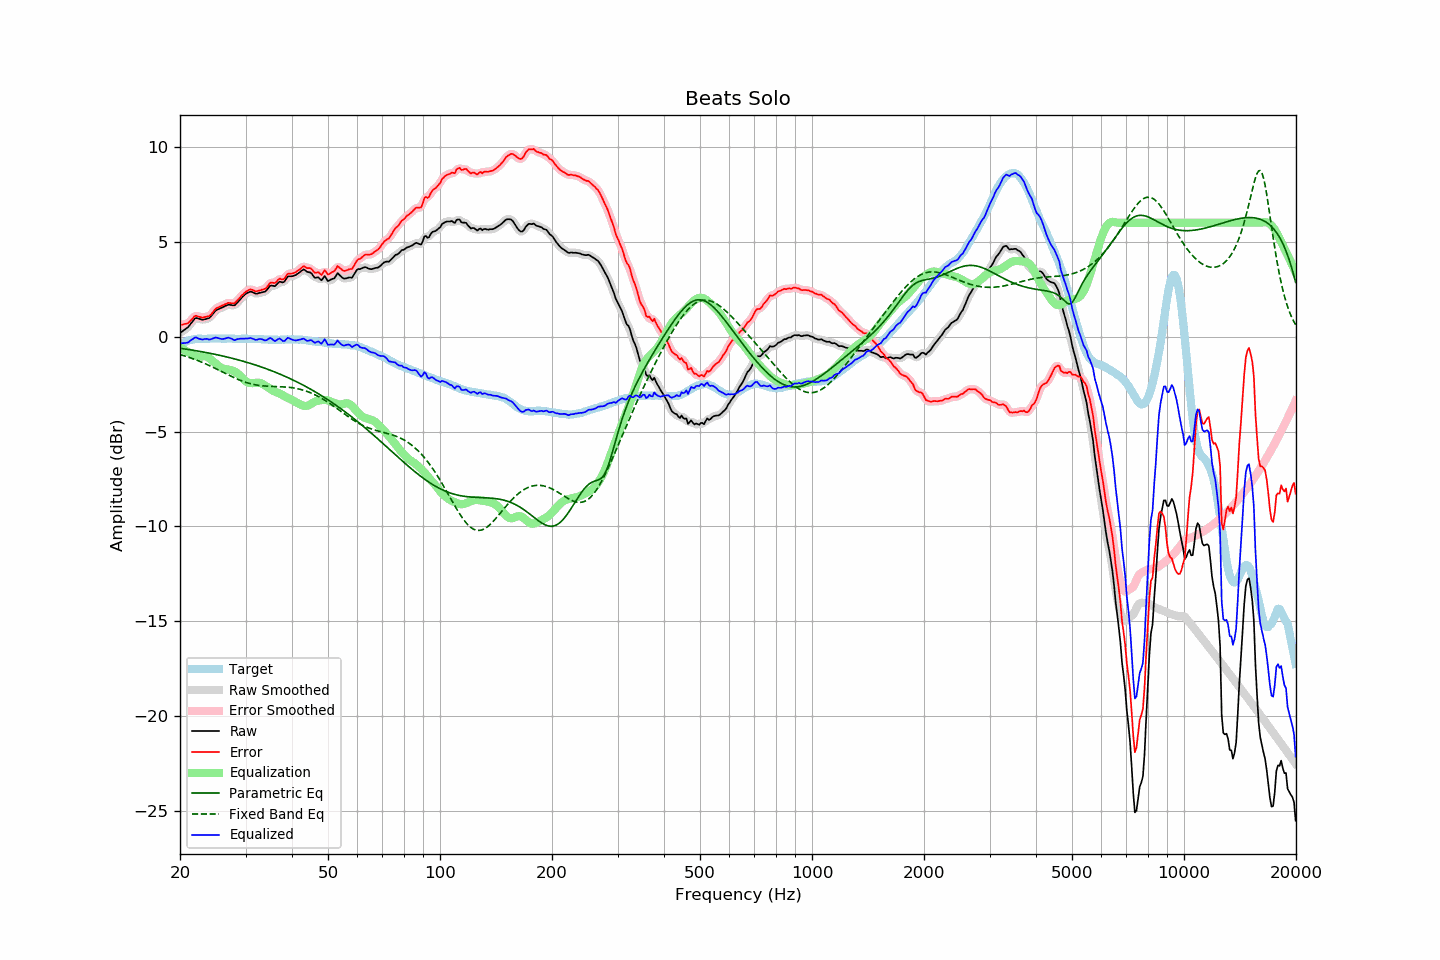 Beats Solo
Amplitude (dBr)
10
5
0
−5
−10
−15
−20
−25
Target
Raw Smoothed
Error Smoothed
Raw
Error
Equalization
Parametric Eq
Fixed Band Eq
Equalized
20 50 100 200 500 1000 2000 5000 10000 20000
Frequency (Hz)